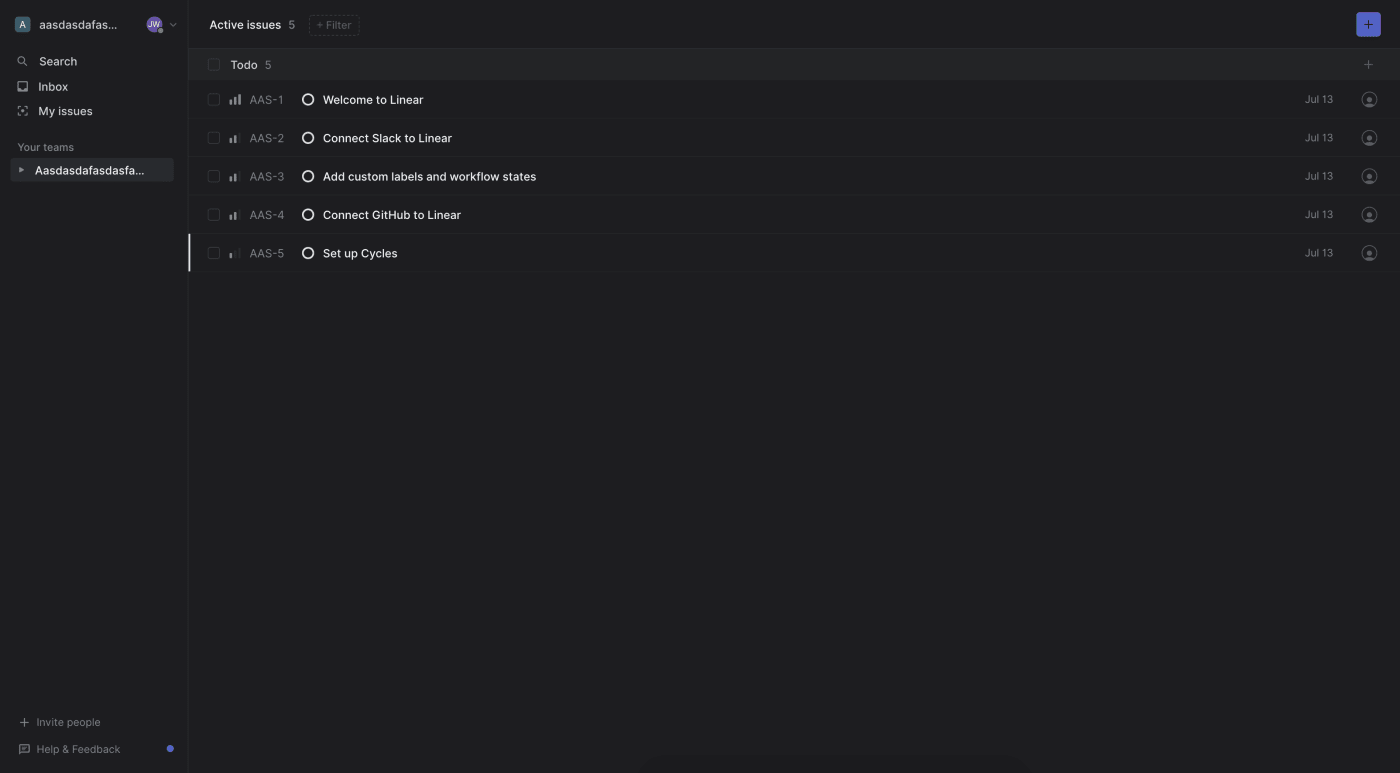 A aasdasdafas... JW
Search
Inbox
My issues
Your teams
Aasdasdafasdasfa...
Invite people
Help & Feedback
Active issues 5 + Filter
Todo 5
AAS-1 Welcome to Linear Jul 13
AAS-2 Connect Slack to Linear Jul 13
AAS-3 Add custom labels and workflow states Jul 13
AAS-4 Connect GitHub to Linear Jul 13
AAS-5 Set up Cycles Jul 13